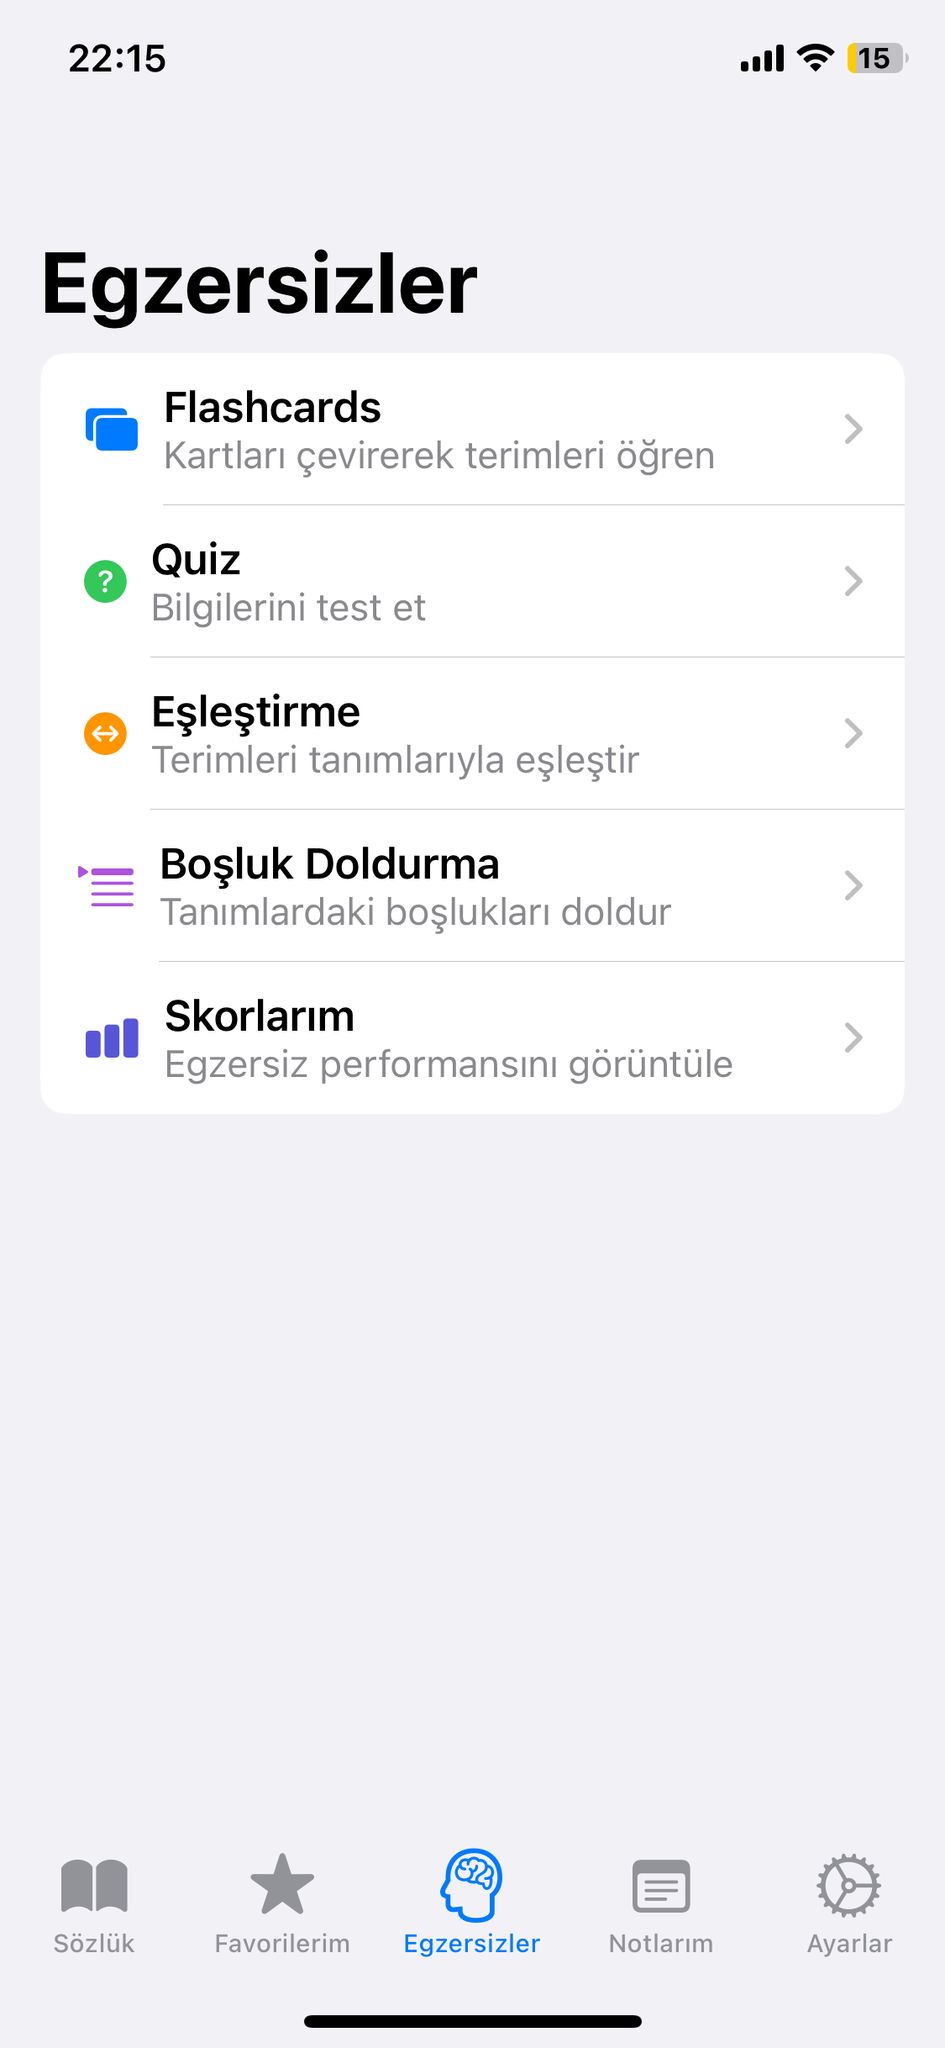 22:15
15
Egzersizler
Flashcards
Kartları çevirerek terimleri öğren
?
Quiz
Bilgilerini test et
Eşleştirme
Terimleri tanımlarıyla eşleştir
Boşluk Doldurma
Tanımlardaki boşlukları doldur
Skorlarım
Egzersiz performansını görüntüle
Sözlük
Favorilerim
Egzersizler
Notlarım
Ayarlar